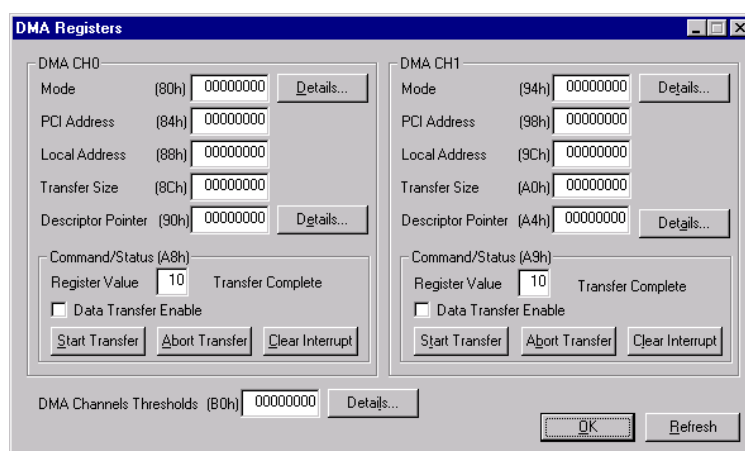 DMA Registers
DMA CH0
Mode (80h) 00000000 Details...
PCI Address (84h) 00000000
Local Address (88h) 00000000
Transfer Size (8Ch) 00000000
Descriptor Pointer (90h) 00000000 Details...
Command/Status (A8h)
Register Value 10 Transfer Complete
Data Transfer Enable
Start Transfer Abort Transfer Clear Interrupt
DMA CH1
Mode (94h) 00000000 Details...
PCI Address (98h) 00000000
Local Address (9Ch) 00000000
Transfer Size (A0h) 00000000
Descriptor Pointer (A4h) 00000000 Details...
Command/Status (A9h)
Register Value 10 Transfer Complete
Data Transfer Enable
Start Transfer Abort Transfer Clear Interrupt
DMA Channels Thresholds (B0h) 00000000 Details...
OK Refresh